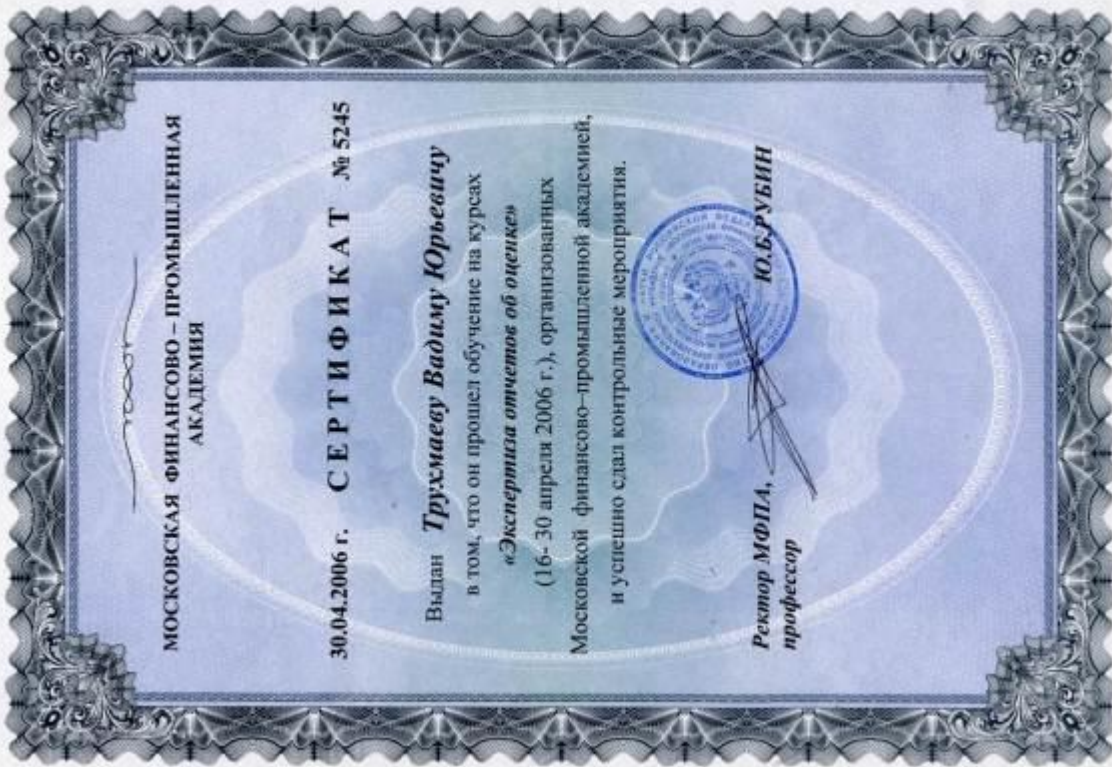 МОСКОВСКАЯ ФИНАНСОВО – ПРОМЫШЛЕННАЯ
АКАДЕМИЯ
30.04.2006 г. СЕРТИФИКАТ № 5245
Выдан Трухмаеву Вадиму Юрьевичу
в том, что он прошел обучение на курсах
«Экспертиза отчетов об оценке»
(16- 30 апреля 2006 г.), организованных
Московской финансово–промышленной академией,
и успешно сдал контрольные мероприятия.
Ректор МФПА, Ю.Б.РУБИН
профессор